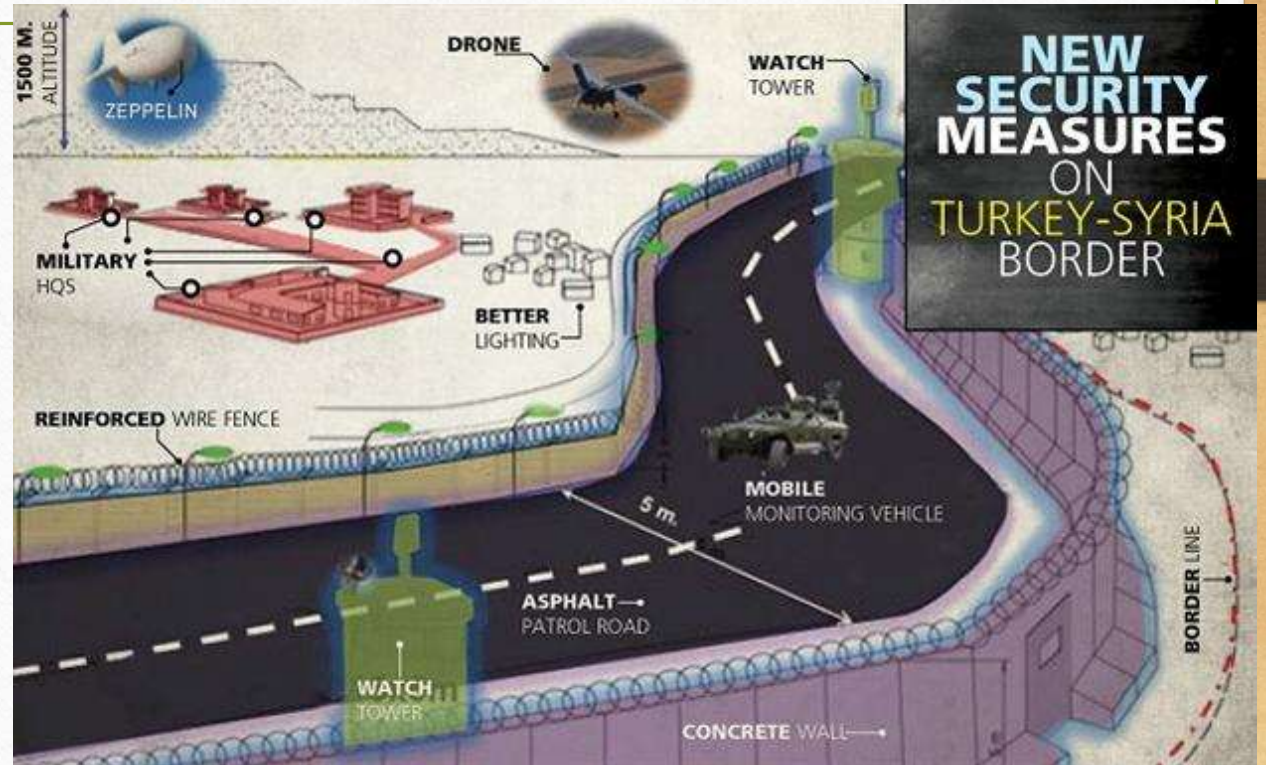 1500 M.
ALTITUDE
ZEPPELIN
DRONE
WATCH
TOWER
NEW
SECURITY
MEASURES
ON
TURKEY-SYRIA
BORDER
MILITARY
HQS
BETTER
LIGHTING
REINFORCED WIRE FENCE
5 m.
MOBILE
MONITORING VEHICLE
ASPHALT
PATROL ROAD
BORDER LINE
WATCH
TOWER
CONCRETE WALL